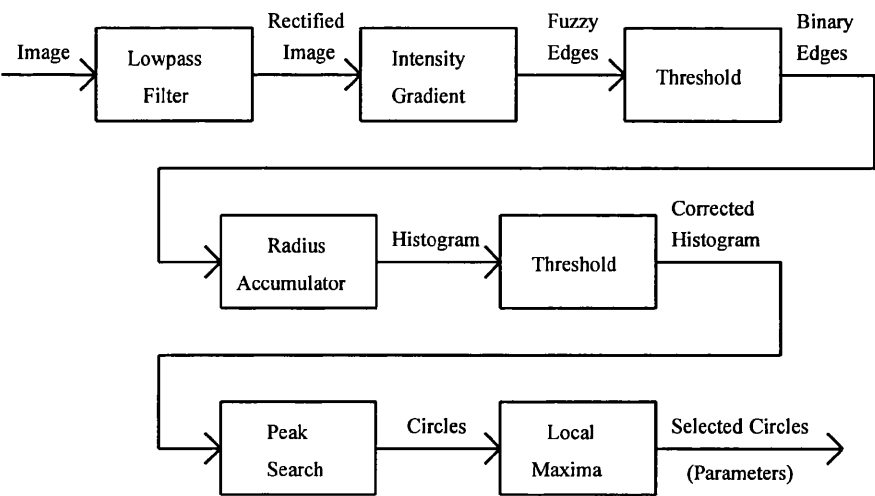 Image
Lowpass
Filter
Rectified
Image
Intensity
Gradient
Fuzzy
Edges
Threshold
Binary
Edges
Radius
Accumulator
Histogram
Threshold
Corrected
Histogram
Peak
Search
Circles
Local
Maxima
Selected Circles
(Parameters)